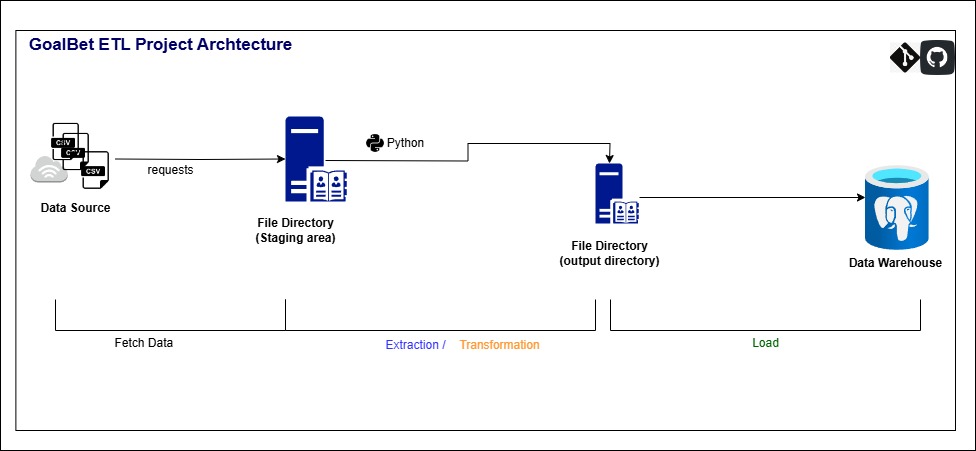 GoalBet ETL Project Archtecture
CSV
CSV
CSV
requests
Python
Data Source
File Directory
(Staging area)
File Directory
(output directory)
Data Warehouse
Fetch Data
Extraction / Transformation
Load